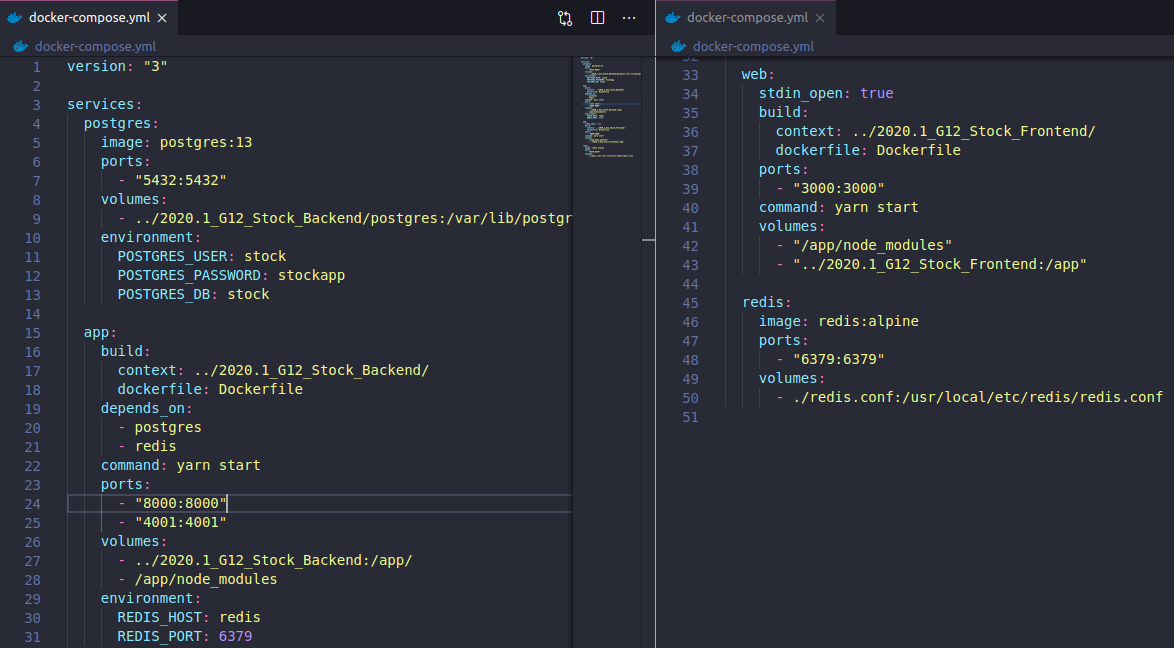 docker-compose.yml
docker-compose.yml
1 version: "3"
2
3 services:
4   postgres:
5     image: postgres:13
6     ports:
7       - "5432:5432"
8     volumes:
9       - ../2020.1_G12_Stock_Backend/postgres:/var/lib/postgr
10     environment:
11       POSTGRES_USER: stock
12       POSTGRES_PASSWORD: stockapp
13       POSTGRES_DB: stock
14
15   app:
16     build:
17       context: ../2020.1_G12_Stock_Backend/
18       dockerfile: Dockerfile
19     depends_on:
20       - postgres
21       - redis
22     command: yarn start
23     ports:
24       - "8000:8000"
25       - "4001:4001"
26     volumes:
27       - ../2020.1_G12_Stock_Backend:/app/
28       - /app/node_modules
29     environment:
30       REDIS_HOST: redis
31       REDIS_PORT: 6379
docker-compose.yml
docker-compose.yml
32
33   web:
34     stdin_open: true
35     build:
36       context: ../2020.1_G12_Stock_Frontend/
37       dockerfile: Dockerfile
38     ports:
39       - "3000:3000"
40     command: yarn start
41     volumes:
42       - "/app/node_modules"
43       - "../2020.1_G12_Stock_Frontend:/app"
44
45   redis:
46     image: redis:alpine
47     ports:
48       - "6379:6379"
49     volumes:
50       - ./redis.conf:/usr/local/etc/redis/redis.conf
51